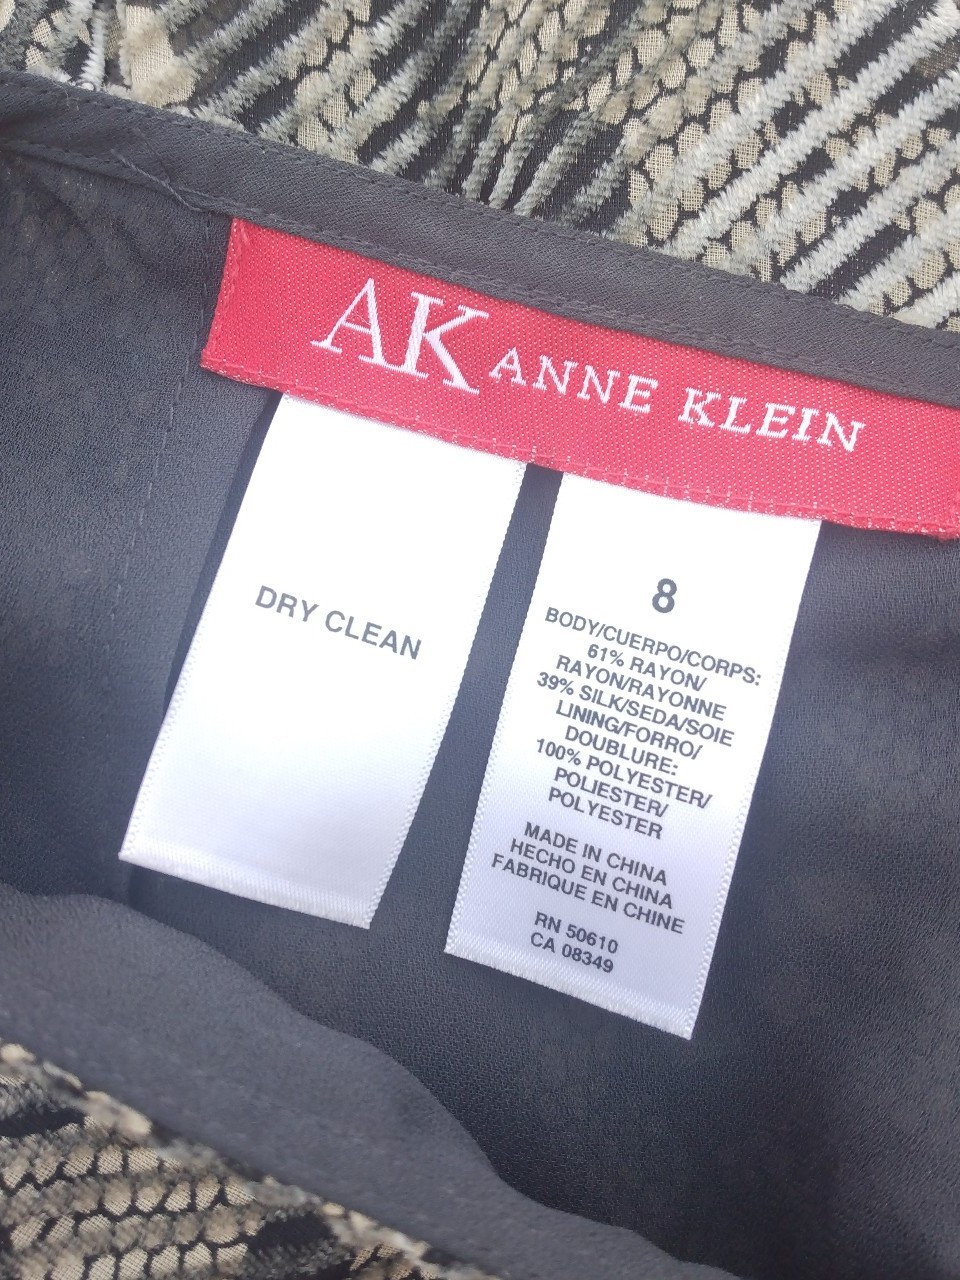 AK ANNE KLEIN
DRY CLEAN
8
BODY/CUERPO/CORPS:
61% RAYON/
RAYON/RAYONNE
39% SILK/SEDA/SOIE
LINING/FORRO/
DOUBLURE:
100% POLYESTER/
POLIESTER/
POLYESTER
MADE IN CHINA
HECHO EN CHINA
FABRIQUE EN CHINE
RN 50610
CA 08349